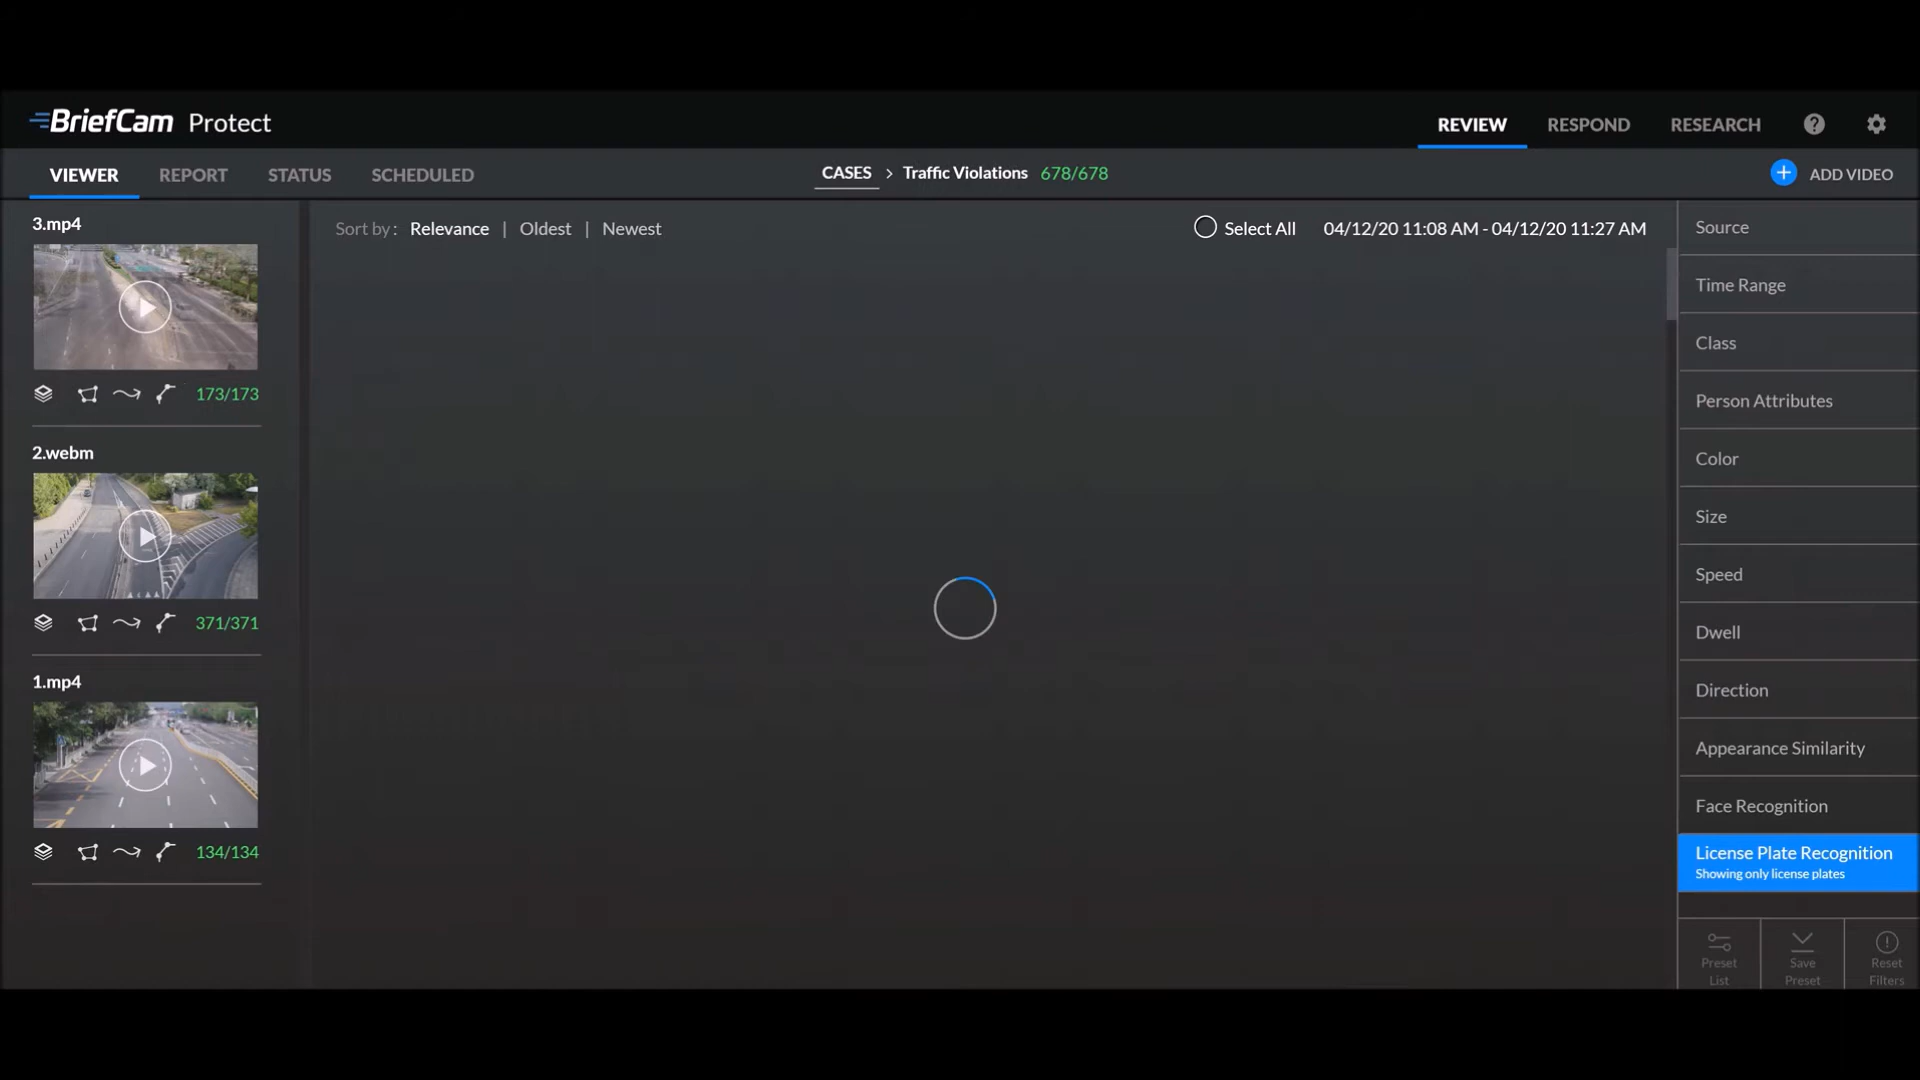 BriefCam Protect
REVIEW RESPOND RESEARCH
VIEWER REPORT STATUS SCHEDULED
CASES > Traffic Violations 678/678
+ ADD VIDEO
3.mp4
173/173
2.webm
371/371
1.mp4
134/134
Sort by: Relevance | Oldest | Newest
Select All 04/12/20 11:08 AM - 04/12/20 11:27 AM
Source
Time Range
Class
Person Attributes
Color
Size
Speed
Dwell
Direction
Appearance Similarity
Face Recognition
License Plate Recognition
Showing only license plates
Preset List
Save Preset
Reset Filters